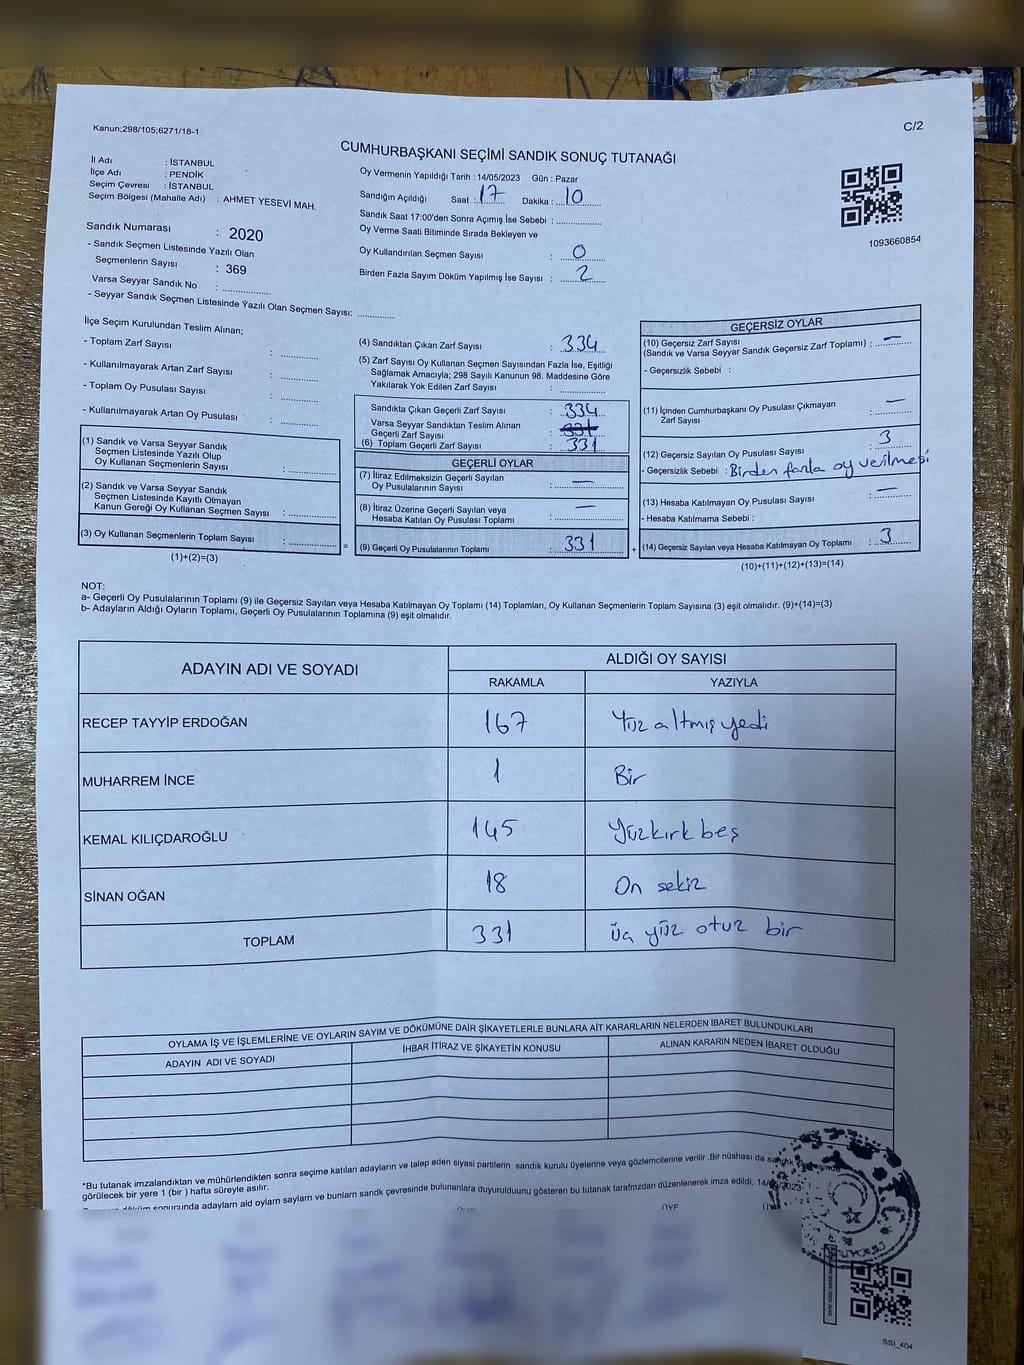 Kanun;298/105;6271/18-1
C/2
CUMHURBAŞKANI SEÇİMİ SANDIK SONUÇ TUTANAĞI
İl Adı : İSTANBUL
İlçe Adı : PENDİK
Seçim Çevresi : İSTANBUL
Seçim Bölgesi (Mahalle Adı) : AHMET YESEVİ MAH.
Sandık Numarası : 2020
- Sandık Seçmen Listesinde Yazılı Olan
Seçmenlerin Sayısı : 369
Varsa Seyyar Sandık No : ...............
- Seyyar Sandık Seçmen Listesinde Yazılı Olan Seçmen Sayısı: ............
Oy Vermenin Yapıldığı Tarih : 14/05/2023 Gün : Pazar
Sandığın Açıldığı Saat : 17 Dakika : 10
Sandık Saat 17:00'den Sonra Açımış İse Sebebi : ...............
Oy Verme Saati Bitiminde Sırada Bekleyen ve
Oy Kullandırılan Seçmen Sayısı : 0
Birden Fazla Sayım Döküm Yapılmış İse Sayısı : 2
1093660854
İlçe Seçim Kurulundan Teslim Alınan;
- Toplam Zarf Sayısı : ............
- Kullanılmayarak Artan Zarf Sayısı : ............
- Toplam Oy Pusulası Sayısı : ............
- Kullanılmayarak Artan Oy Pusulası : ............
(1) Sandık ve Varsa Seyyar Sandık
Seçmen Listesinde Yazılı Olup
Oy Kullanan Seçmenlerin Sayısı : ...............
(2) Sandık ve Varsa Seyyar Sandık
Seçmen Listesinde Kayıtlı Olmayan
Kanun Gereği Oy Kullanan Seçmen Sayısı : ...............
(3) Oy Kullanan Seçmenlerin Toplam Sayısı : ...............
(1)+(2)=(3)
(4) Sandıktan Çıkan Zarf Sayısı : 334
(5) Zarf Sayısı Oy Kullanan Seçmen Sayısından Fazla İse, Eşitliği
Sağlamak Amacıyla; 298 Sayılı Kanunun 98. Maddesine Göre
Yakılarak Yok Edilen Zarf Sayısı : ...............
Sandıkta Çıkan Geçerli Zarf Sayısı : 334
Varsa Seyyar Sandıktan Teslim Alınan
Geçerli Zarf Sayısı : 331
(6) Toplam Geçerli Zarf Sayısı : 331
=
GEÇERLİ OYLAR
(7) İtiraz Edilmeksizin Geçerli Sayılan
Oy Pusulalarının Sayısı : —
(8) İtiraz Üzerine Geçerli Sayılan veya
Hesaba Katılan Oy Pusulası Toplamı : —
(9) Geçerli Oy Pusulalarının Toplamı : 331
+
GEÇERSİZ OYLAR
(10) Geçersiz Zarf Sayısı
(Sandık ve Varsa Seyyar Sandık Geçersiz Zarf Toplamı) : —
- Geçersizlik Sebebi :
(11) İçinden Cumhurbaşkanı Oy Pusulası Çıkmayan
Zarf Sayısı : —
(12) Geçersiz Sayılan Oy Pusulası Sayısı : 3
- Geçersizlik Sebebi : Birden fazla oy verilmesi
(13) Hesaba Katılmayan Oy Pusulası Sayısı : —
- Hesaba Katılmama Sebebi :
(14) Geçersiz Sayılan veya Hesaba Katılmayan Oy Toplamı : 3
(10)+(11)+(12)+(13)=(14)
NOT:
a- Geçerli Oy Pusulalarının Toplamı (9) ile Geçersiz Sayılan veya Hesaba Katılmayan Oy Toplamı (14) Toplamları, Oy Kullanan Seçmenlerin Toplam Sayısına (3) eşit olmalıdır. (9)+(14)=(3)
b- Adayların Aldığı Oyların Toplamı, Geçerli Oy Pusulalarının Toplamına (9) eşit olmalıdır.
ADAYIN ADI VE SOYADI
ALDIĞI OY SAYISI
RAKAMLA YAZIYLA
RECEP TAYYİP ERDOĞAN 167 Yüz altmış yedi
MUHARREM İNCE 1 Bir
KEMAL KILIÇDAROĞLU 145 Yüzkırk beş
SİNAN OĞAN 18 On sekiz
TOPLAM 331 üç yüz otuz bir
OYLAMA İŞ VE İŞLEMLERİNE VE OYLARIN SAYIM VE DÖKÜMÜNE DAİR ŞİKAYETLERLE BUNLARA AİT KARARLARIN NELERDEN İBARET BULUNDUKLARI
ADAYIN ADI VE SOYADI İHBAR İTİRAZ VE ŞİKAYETİN KONUSU ALINAN KARARIN NEDEN İBARET OLDUĞU
*Bu tutanak imzalandıktan ve mühürlendikten sonra seçime katılan adayların ve talep eden siyasi partilerin sandık kurulu üyelerine veya gözlemcilerine verilir .Bir nüshası da sandık
görülecek bir yere 1 (bir ) hafta süreyle asılır.
sonucunda adayların ald oyların sayları ve bunların sandk çevresinde bulunanlara duyurulduunu gösteren bu tutanak tarafmzdan düzenlenerek imza edildi. 14/05/2023
ÜYE
SSI_404